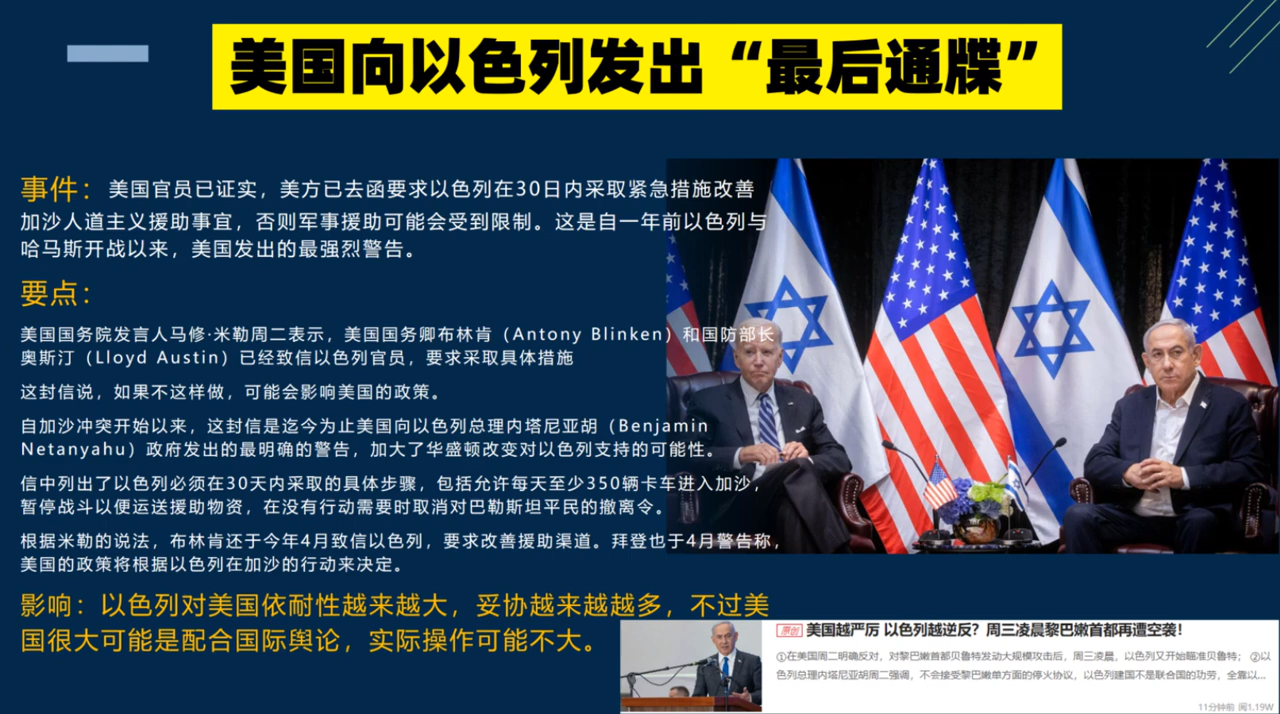 美国向以色列发出“最后通牒”
事件：美国官员已证实，美方已去函要求以色列在30日内采取紧急措施改善
加沙人道主义援助事宜，否则军事援助可能会受到限制。这是自一年前以色列与
哈马斯开战以来，美国发出的最强烈警告。
要点：
美国国务院发言人马修·米勒周二表示，美国国务卿布林肯（Antony Blinken）和国防部长
奥斯汀（Lloyd Austin）已经致信以色列官员，要求采取具体措施
这封信说，如果不这样做，可能会影响美国的政策。
自加沙冲突开始以来，这封信是迄今为止美国向以色列总理内塔尼亚胡（Benjamin
Netanyahu）政府发出的最明确的警告，加大了华盛顿改变对以色列支持的可能性。
信中列出了以色列必须在30天内采取的具体步骤，包括允许每天至少350辆卡车进入加沙，
暂停战斗以便运送援助物资，在没有行动需要时取消对巴勒斯坦平民的撤离令。
根据米勒的说法，布林肯还于今年4月致信以色列，要求改善援助渠道。拜登也于4月警告称，
美国的政策将根据以色列在加沙的行动来决定。
影响：以色列对美国依耐性越来越大，妥协越来越越多，不过美
国很大可能是配合国际舆论，实际操作可能不大。
原创 美国越严厉 以色列越逆反？周三凌晨黎巴嫩首都再遭空袭！
①在美国周二明确反对，对黎巴嫩首都贝鲁特发动大规模攻击后，周三凌晨，以色列又开始瞄准贝鲁特； ②以
色列总理内塔尼亚胡周二强调，不会接受黎巴嫩单方面的停火协议，以色列建国不是联合国的功劳，全靠以...
11分钟前 阅1.19W